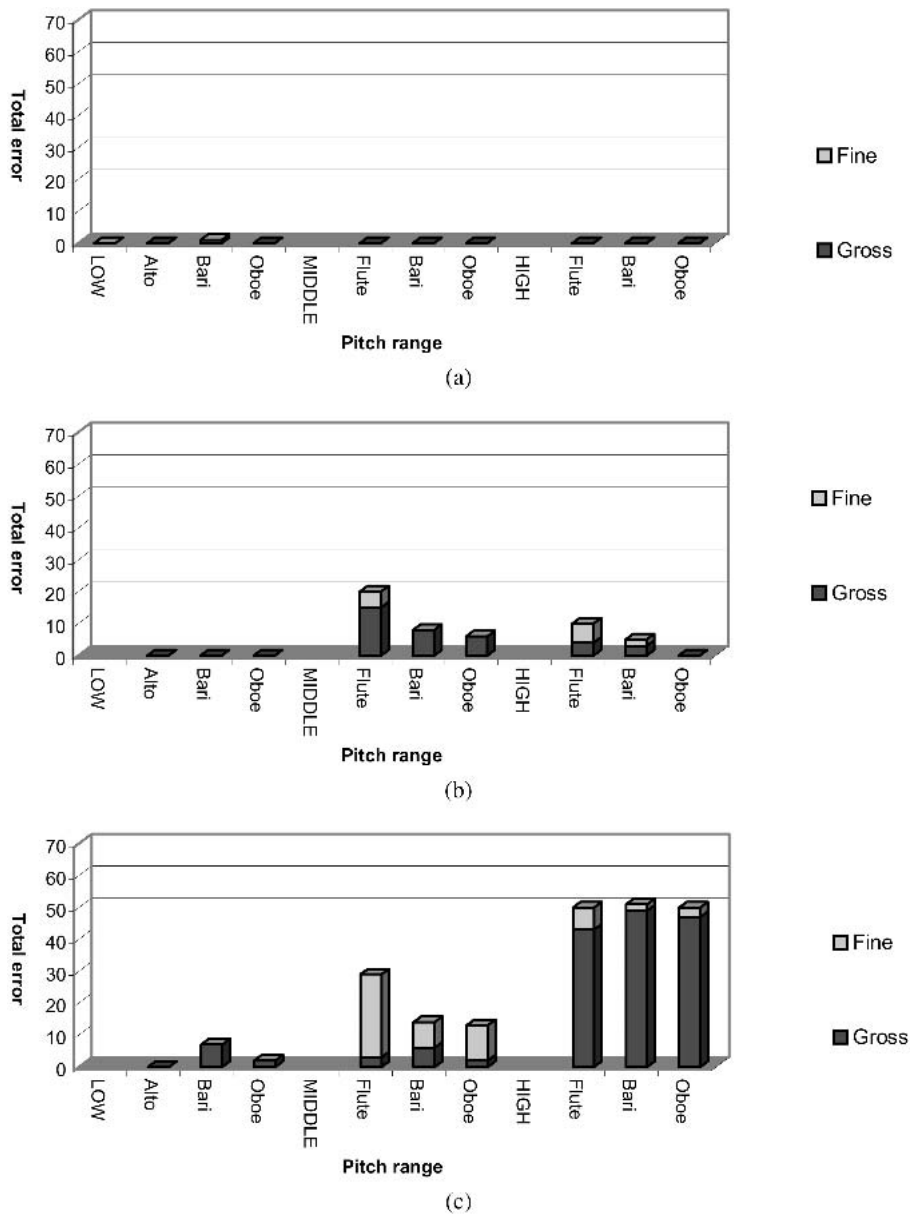 70
60
50
40
30
20
10
0
Total error
LOW
Alto
Bari
Oboe
MIDDLE
Flute
Bari
Oboe
HIGH
Flute
Bari
Oboe
Pitch range
Fine
Gross
(a)
70
60
50
40
30
20
10
0
Total error
LOW
Alto
Bari
Oboe
MIDDLE
Flute
Bari
Oboe
HIGH
Flute
Bari
Oboe
Pitch range
Fine
Gross
(b)
70
60
50
40
30
20
10
0
Total error
LOW
Alto
Bari
Oboe
MIDDLE
Flute
Bari
Oboe
HIGH
Flute
Bari
Oboe
Pitch range
Fine
Gross
(c)